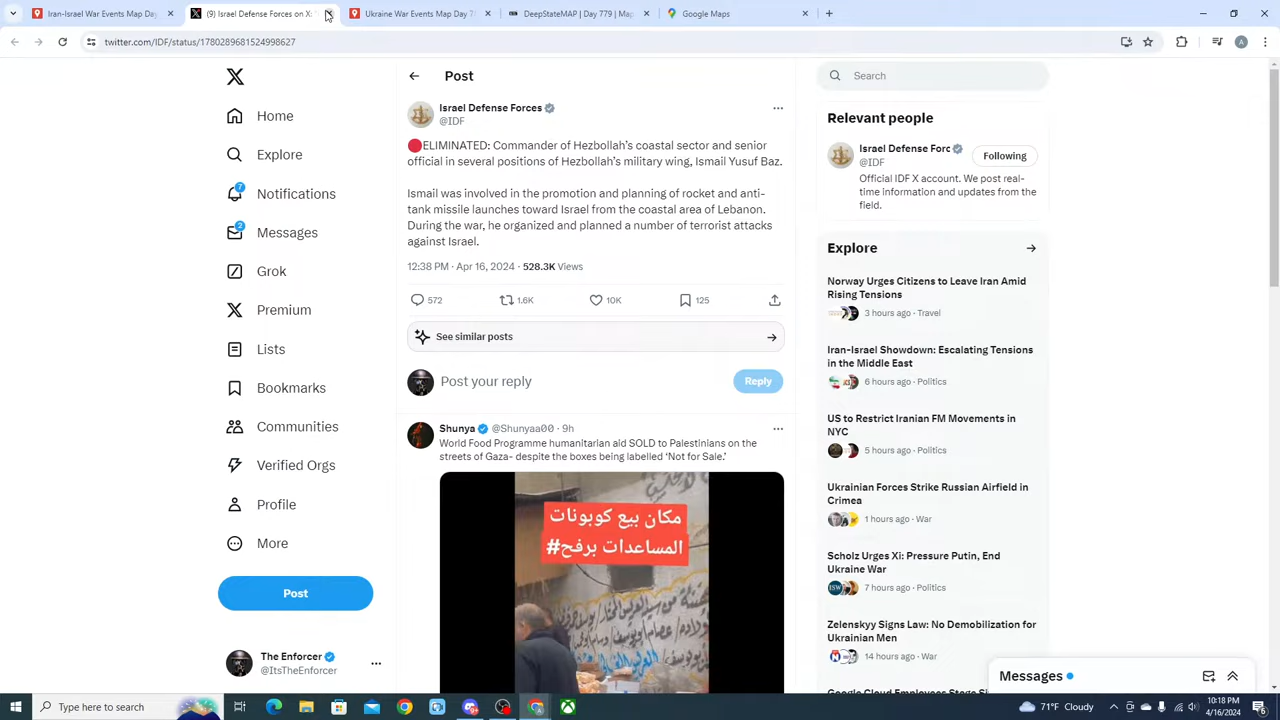 Iran-Israel War Events Map Day
(9) Israel Defense Forces on X:
Ukraine War Events Map Day 7
DeepStateMAP | Day 779 | Map
Google Maps
twitter.com/IDF/status/1780289681524998627
A
Home
Explore
7
Notifications
2
Messages
Grok
Premium
Lists
Bookmarks
Communities
Verified Orgs
Profile
More
Post
The Enforcer
@ItsTheEnforcer
Post
Israel Defense Forces
@IDF
🔴ELIMINATED: Commander of Hezbollah’s coastal sector and senior
official in several positions of Hezbollah’s military wing, Ismail Yusuf Baz.
Ismail was involved in the promotion and planning of rocket and anti-
tank missile launches toward Israel from the coastal area of Lebanon.
During the war, he organized and planned a number of terrorist attacks
against Israel.
12:38 PM · Apr 16, 2024 · 528.3K Views
572 1.6K 10K 125
See similar posts
Post your reply
Reply
Shunya @Shunyaa00 · 9h
World Food Programme humanitarian aid SOLD to Palestinians on the
streets of Gaza- despite the boxes being labelled ‘Not for Sale.’
مكان بيع كوبونات
المساعدات برفح#
Search
Relevant people
Israel Defense Forc
@IDF
Following
Official IDF X account. We post real-
time information and updates from the
field.
Explore
Norway Urges Citizens to Leave Iran Amid
Rising Tensions
3 hours ago · Travel
Iran-Israel Showdown: Escalating Tensions
in the Middle East
6 hours ago · Politics
US to Restrict Iranian FM Movements in
NYC
5 hours ago · Politics
Ukrainian Forces Strike Russian Airfield in
Crimea
1 hours ago · War
Scholz Urges Xi: Pressure Putin, End
Ukraine War
7 hours ago · Politics
Zelenskyy Signs Law: No Demobilization for
Ukrainian Men
14 hours ago · War
Messages
Type here to search
71°F Cloudy
10:18 PM
4/16/2024